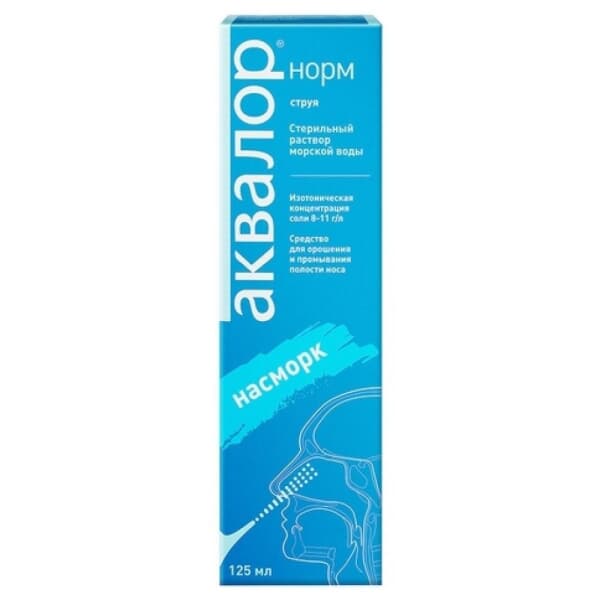 аквалор®
норм
струя
Стерильный
раствор
морской воды
Изотоническая
концентрация
соли 8-11 г/л
Средство
для орошения
и промывания
полости носа
насморк
125 мл